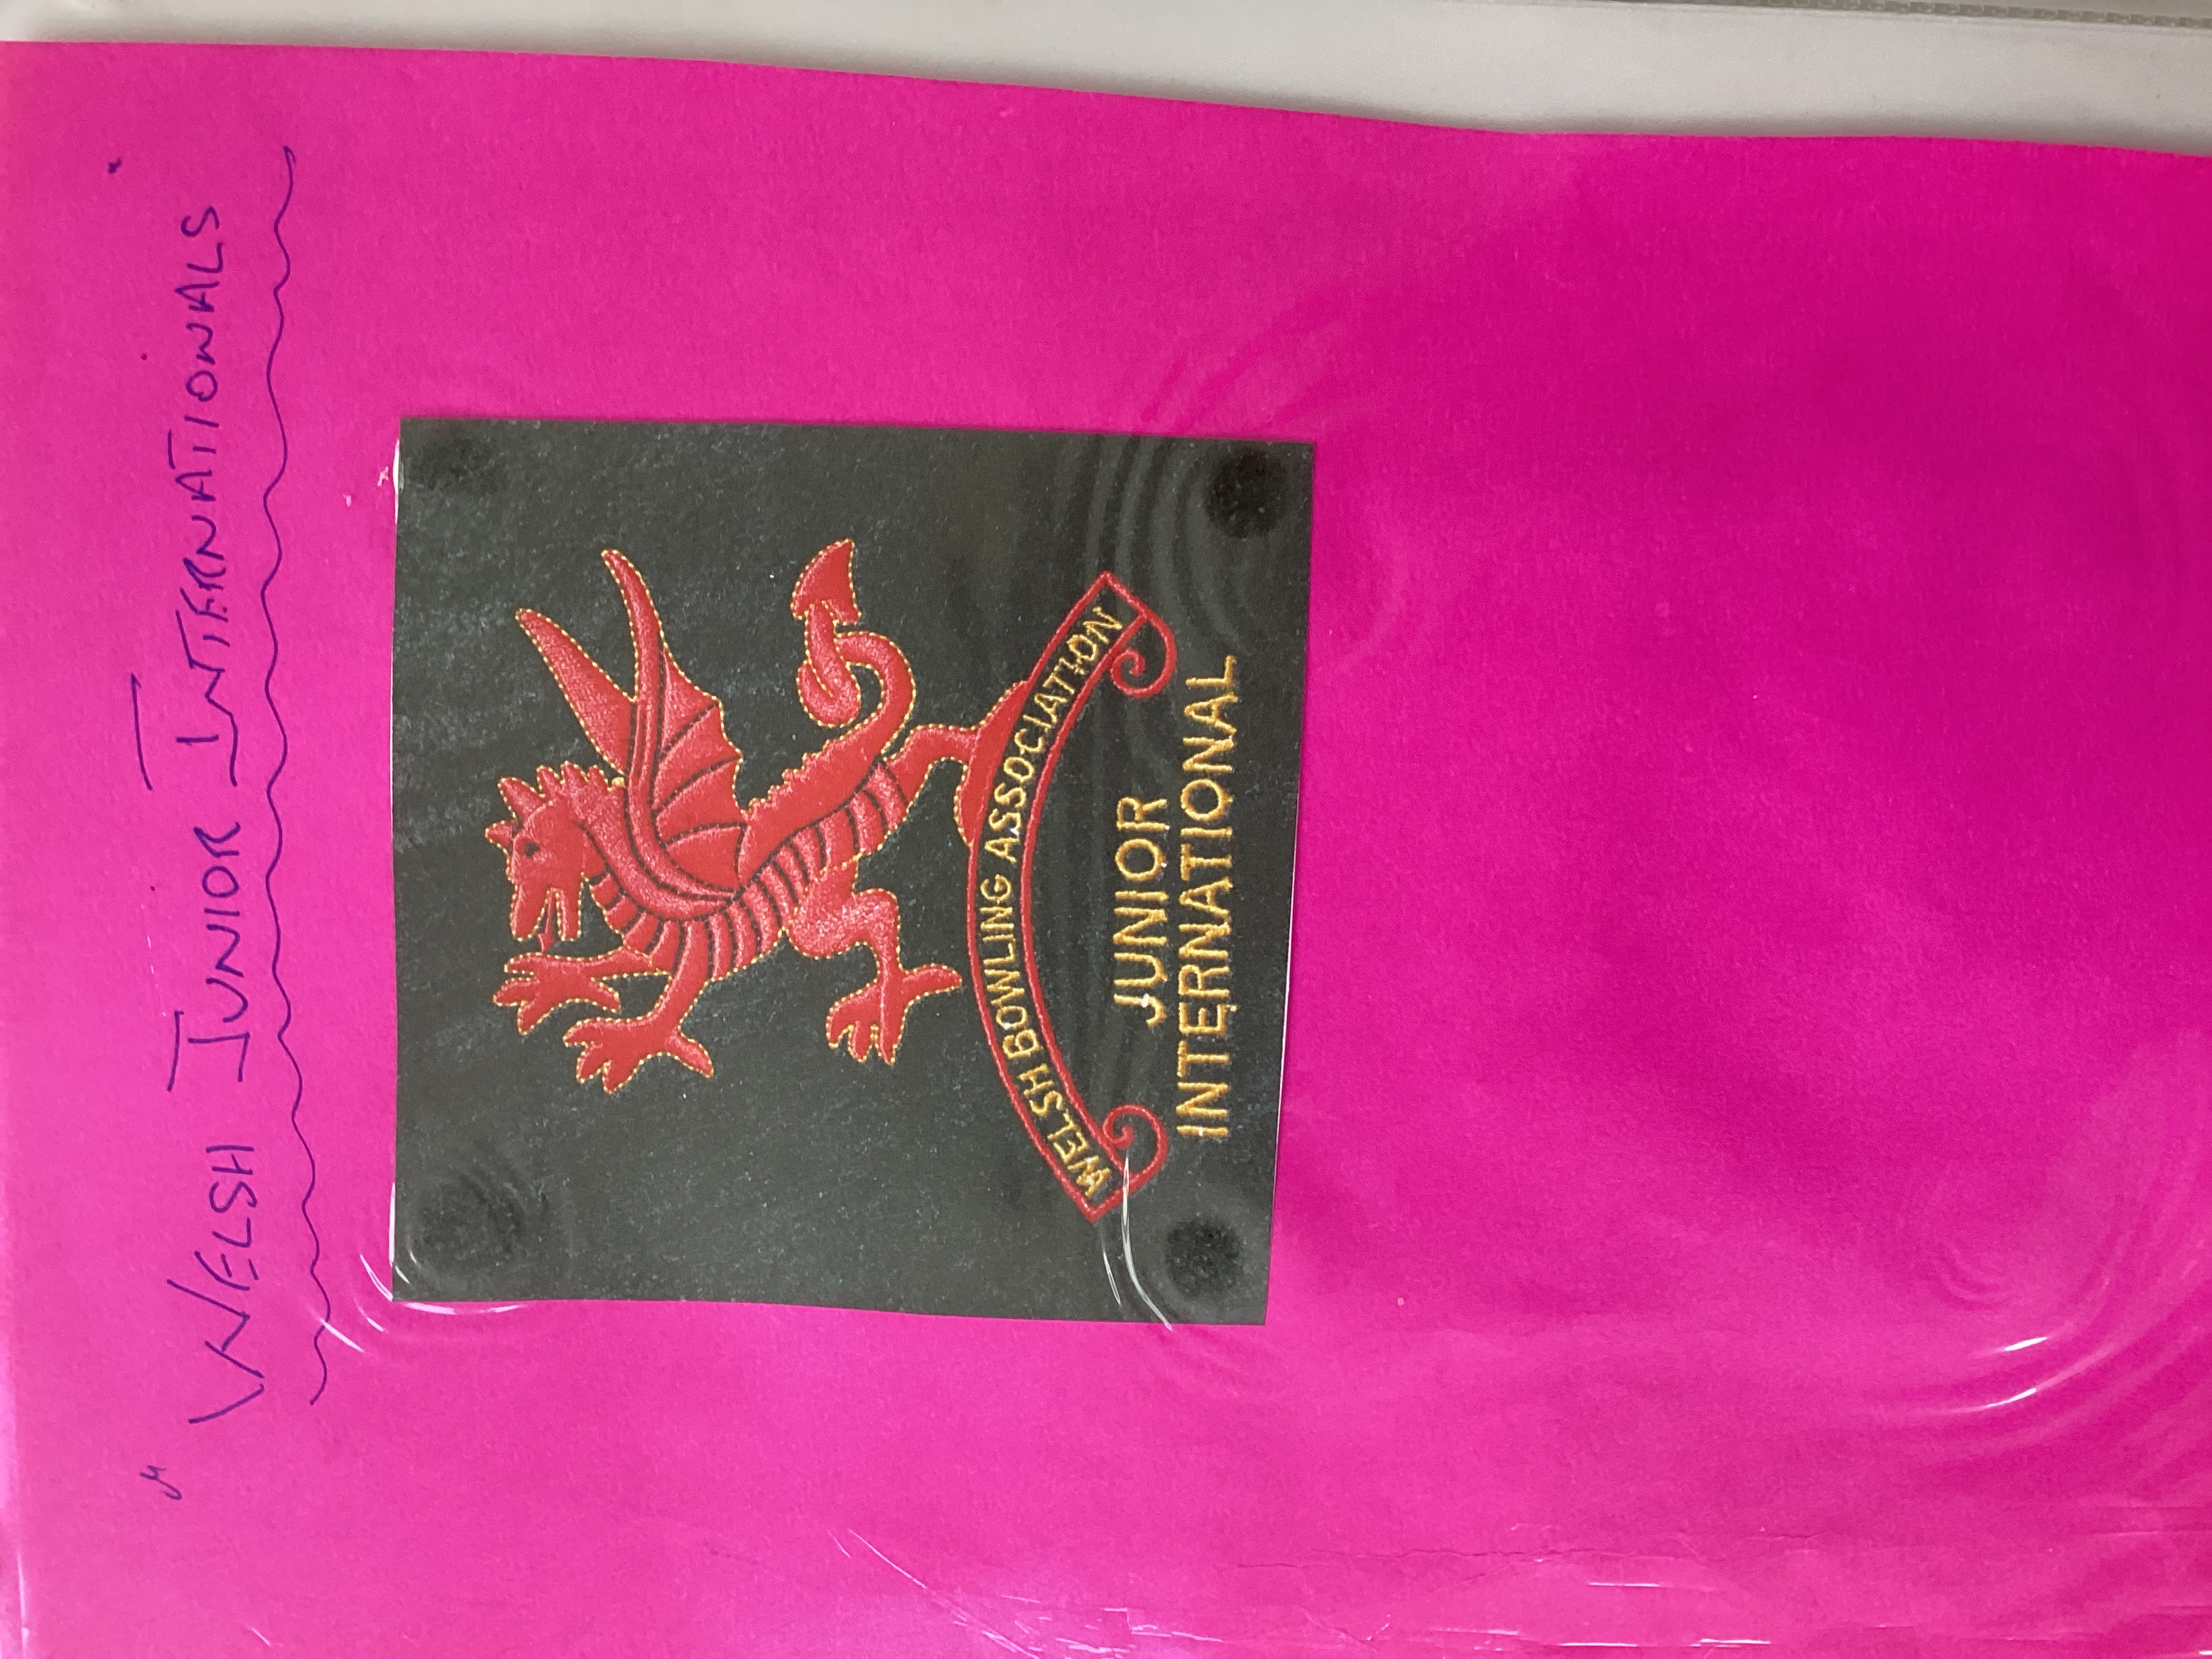 " WELSH JUNIOR INTERNATIONALS "
WELSH BOWLING ASSOCIATION
JUNIOR
INTERNATIONAL